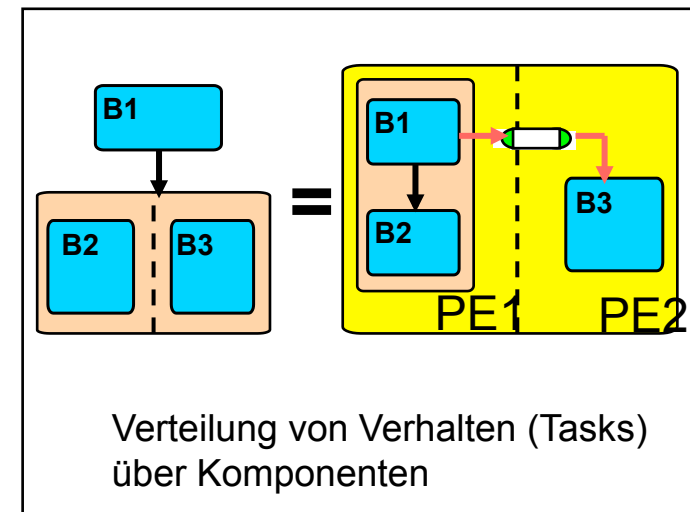 B1
B2
B3
=
B1
B2
B3
PE1
PE2
Verteilung von Verhalten (Tasks)
über Komponenten